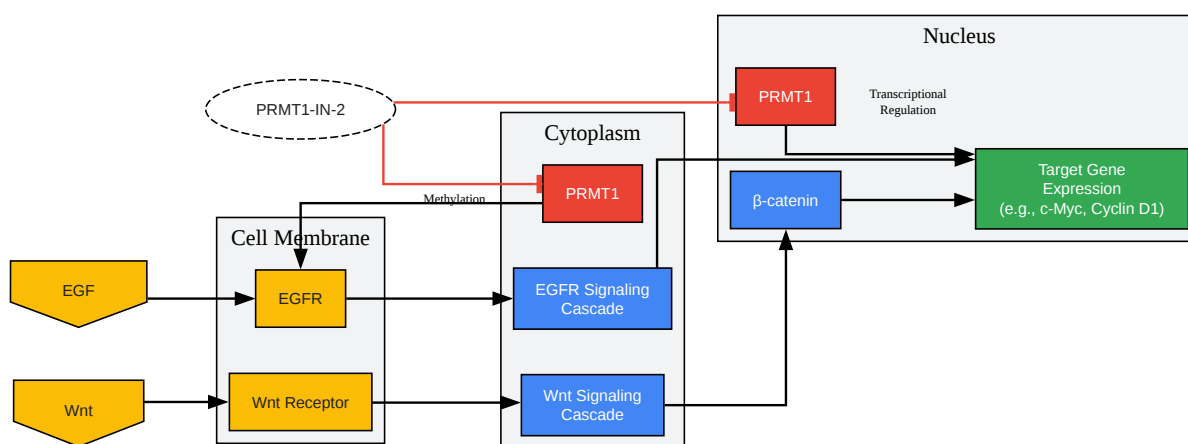 Nucleus
PRMT1
Transcriptional
Regulation
PRMT1-IN-2
Cytoplasm
PRMT1
Methylation
Target Gene
Expression
(e.g., c-Myc, Cyclin D1)
β-catenin
Cell Membrane
EGF
EGFR
EGFR Signaling
Cascade
Wnt
Wnt Receptor
Wnt Signaling
Cascade